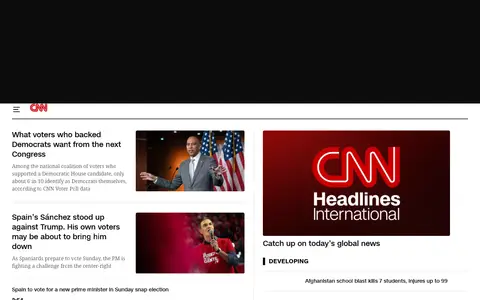 CNN
What voters who backed
Democrats want from the next
Congress
Among the national coalition of voters who
supported a Democratic House candidate, only
about 6 in 10 identify as Democrats themselves,
according to CNN Voter Poll data
Spain's Sánchez stood up
against Trump. His own voters
may be about to bring him
down
As Spaniards prepare to vote Sunday, the PM is
fighting a challenge from the center-right
Spain to vote for a new prime minister in Sunday snap election
CNN
Headlines
International
Catch up on today's global news
DEVELOPING
Afghanistan school blast kills 7 students, injures up to 99